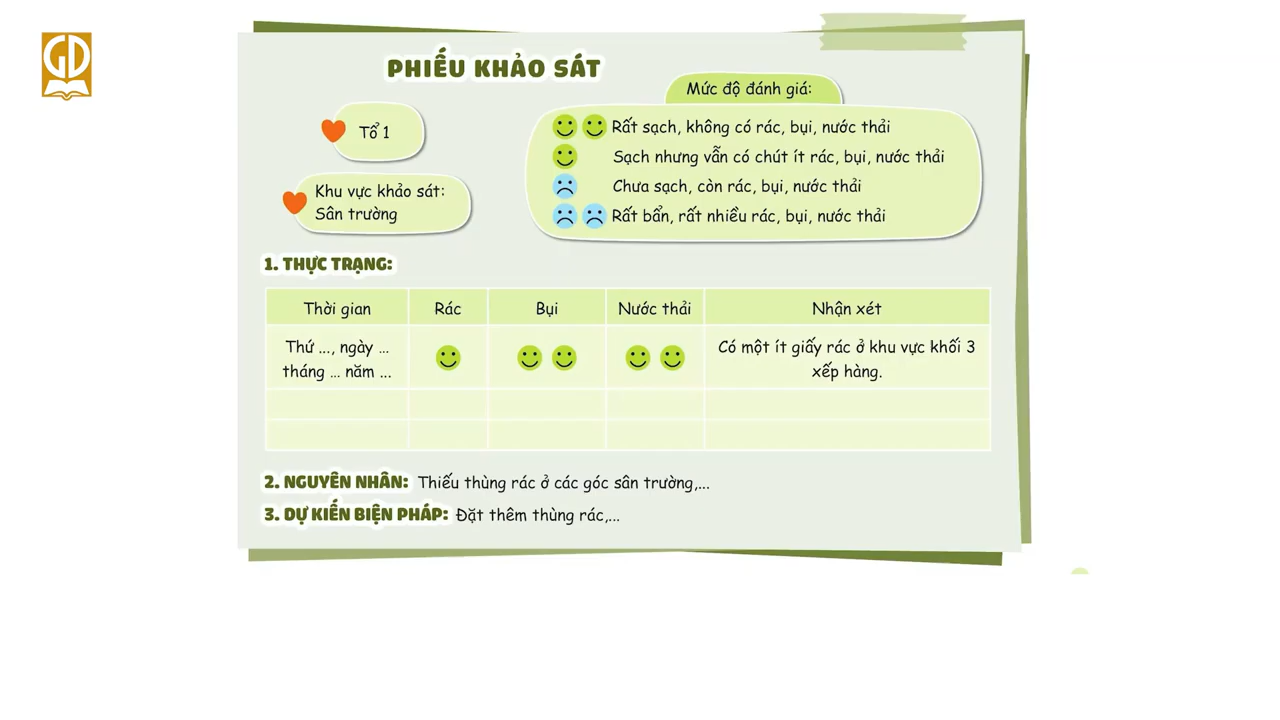 GD
PHIẾU KHẢO SÁT
Tổ 1
Khu vực khảo sát:
Sân trường
Mức độ đánh giá:
Rất sạch, không có rác, bụi, nước thải
Sạch nhưng vẫn có chút ít rác, bụi, nước thải
Chưa sạch, còn rác, bụi, nước thải
Rất bẩn, rất nhiều rác, bụi, nước thải
1. THỰC TRẠNG:
Thời gian Rác Bụi Nước thải Nhận xét
Thứ ..., ngày ... Có một ít giấy rác ở khu vực khối 3
tháng ... năm ... xếp hàng.
2. NGUYÊN NHÂN: Thiếu thùng rác ở các góc sân trường,...
3. DỰ KIẾN BIỆN PHÁP: Đặt thêm thùng rác,...